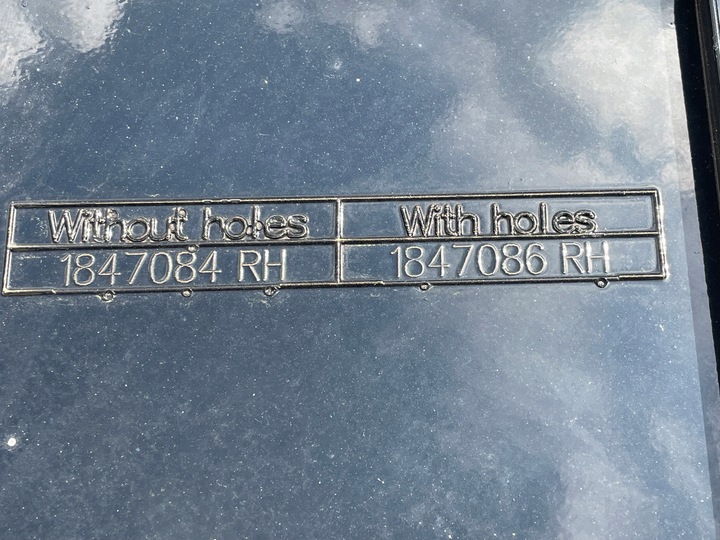 Without holes With holes
1847084 RH 1847086 RH